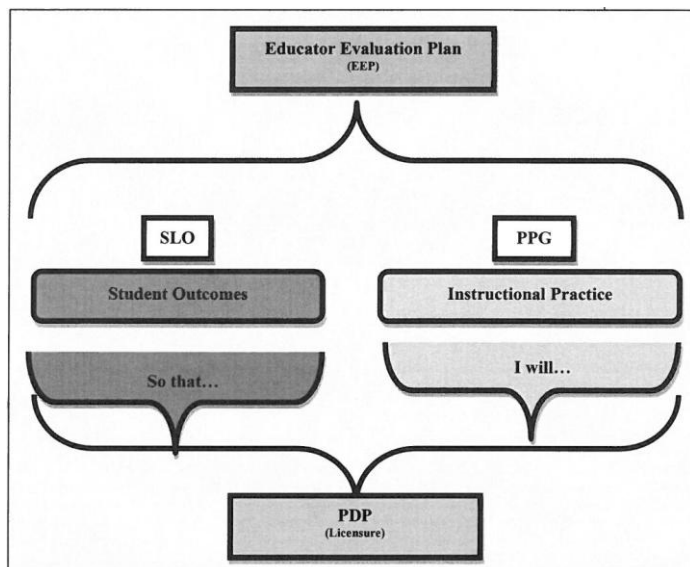 Educator Evaluation Plan
(EEP)
SLO
PPG
Student Outcomes
Instructional Practice
So that…
I will…
PDP
(Licensure)